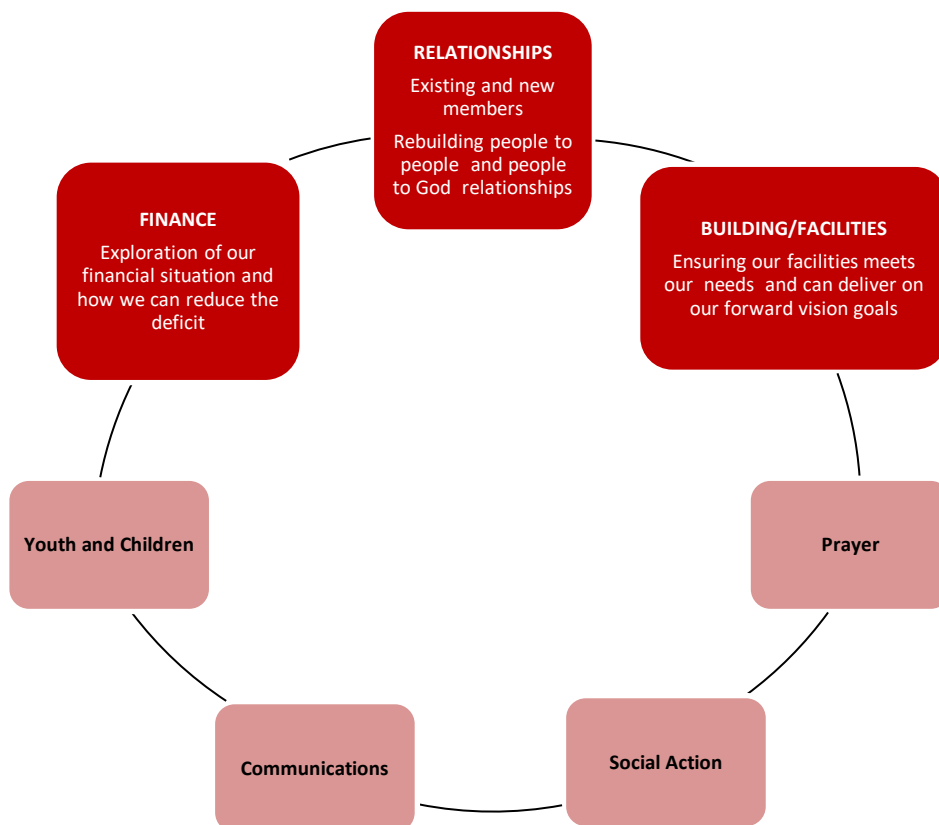 RELATIONSHIPS
Existing and new
members
Rebuilding people to
people and people
to God relationships
FINANCE
Exploration of our
financial situation and
how we can reduce the
deficit
BUILDING/FACILITIES
Ensuring our facilities meets
our needs and can deliver on
our forward vision goals
Youth and Children
Prayer
Communications
Social Action